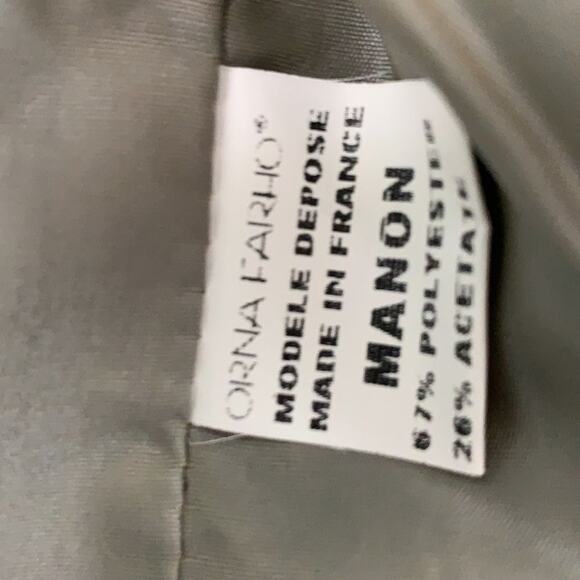 ORNA FARHO®
MODELE DEPOSE
MADE IN FRANCE
MANON
67% POLYESTER
26% ACETATE